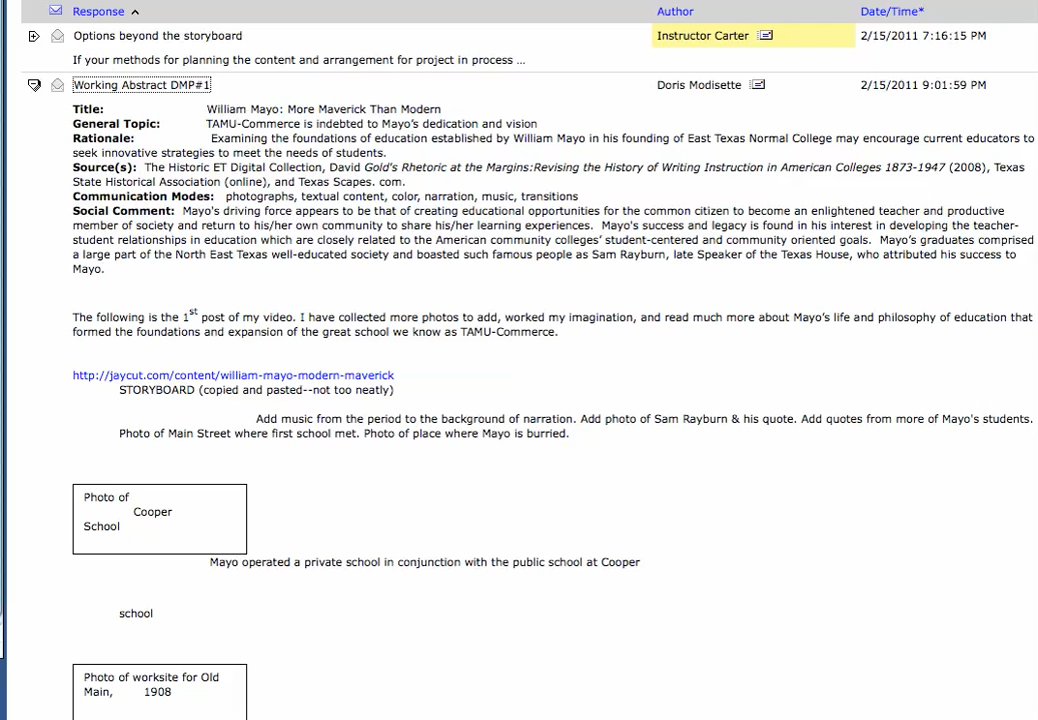 Response Author Date/Time*
Options beyond the storyboard Instructor Carter 2/15/2011 7:16:15 PM
If your methods for planning the content and arrangement for project in process ...
Working Abstract DMP#1 Doris Modisette 2/15/2011 9:01:59 PM
Title: William Mayo: More Maverick Than Modern
General Topic: TAMU-Commerce is indebted to Mayo's dedication and vision
Rationale: Examining the foundations of education established by William Mayo in his founding of East Texas Normal College may encourage current educators to
seek innovative strategies to meet the needs of students.
Source(s): The Historic ET Digital Collection, David Gold's Rhetoric at the Margins:Revising the History of Writing Instruction in American Colleges 1873-1947 (2008), Texas
State Historical Association (online), and Texas Scapes. com.
Communication Modes: photographs, textual content, color, narration, music, transitions
Social Comment: Mayo's driving force appears to be that of creating educational opportunities for the common citizen to become an enlightened teacher and productive
member of society and return to his/her own community to share his/her learning experiences. Mayo's success and legacy is found in his interest in developing the teacher-
student relationships in education which are closely related to the American community colleges' student-centered and community oriented goals. Mayo's graduates comprised
a large part of the North East Texas well-educated society and boasted such famous people as Sam Rayburn, late Speaker of the Texas House, who attributed his success to
Mayo.
The following is the 1st post of my video. I have collected more photos to add, worked my imagination, and read much more about Mayo's life and philosophy of education that
formed the foundations and expansion of the great school we know as TAMU-Commerce.
http://jaycut.com/content/william-mayo-modern-maverick
STORYBOARD (copied and pasted--not too neatly)
Add music from the period to the background of narration. Add photo of Sam Rayburn & his quote. Add quotes from more of Mayo's students.
Photo of Main Street where first school met. Photo of place where Mayo is burried.
Photo of
Cooper
School
Mayo operated a private school in conjunction with the public school at Cooper
school
Photo of worksite for Old
Main, 1908